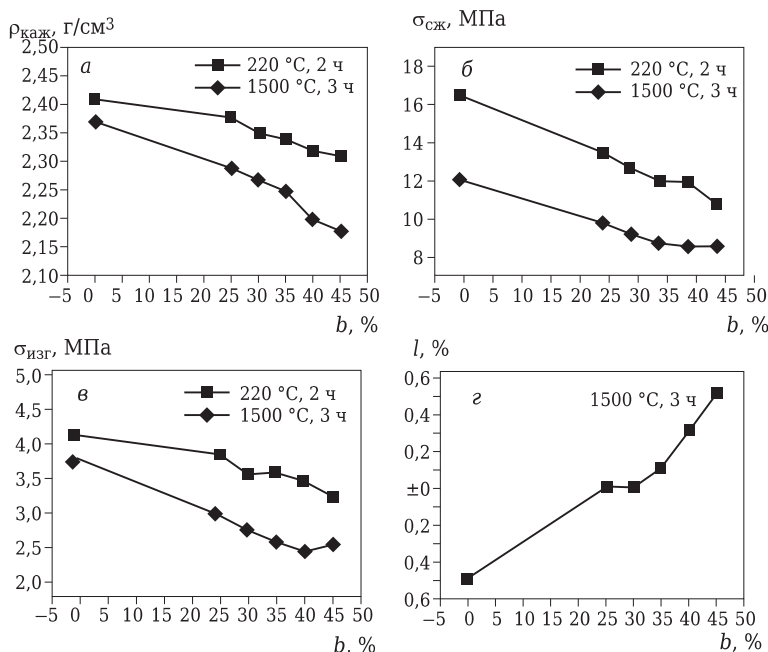 ρкаж, г/см³
2,50
2,45
2,40
2,35
2,30
2,25
2,20
2,15
2,10
а
220 °C, 2 ч
1500 °C, 3 ч
−5 0 5 10 15 20 25 30 35 40 45 50
b, %
σсж, МПа
18
16
14
12
10
8
б
220 °C, 2 ч
1500 °C, 3 ч
−5 0 5 10 15 20 25 30 35 40 45 50
b, %
σизг, МПа
5,0
4,5
4,0
3,5
3,0
2,5
2,0
в
220 °C, 2 ч
1500 °C, 3 ч
−5 0 5 10 15 20 25 30 35 40 45 50
b, %
l, %
0,6
0,4
0,2
±0
0,2
0,4
0,6
г
1500 °C, 3 ч
−5 0 5 10 15 20 25 30 35 40 45 50
b, %